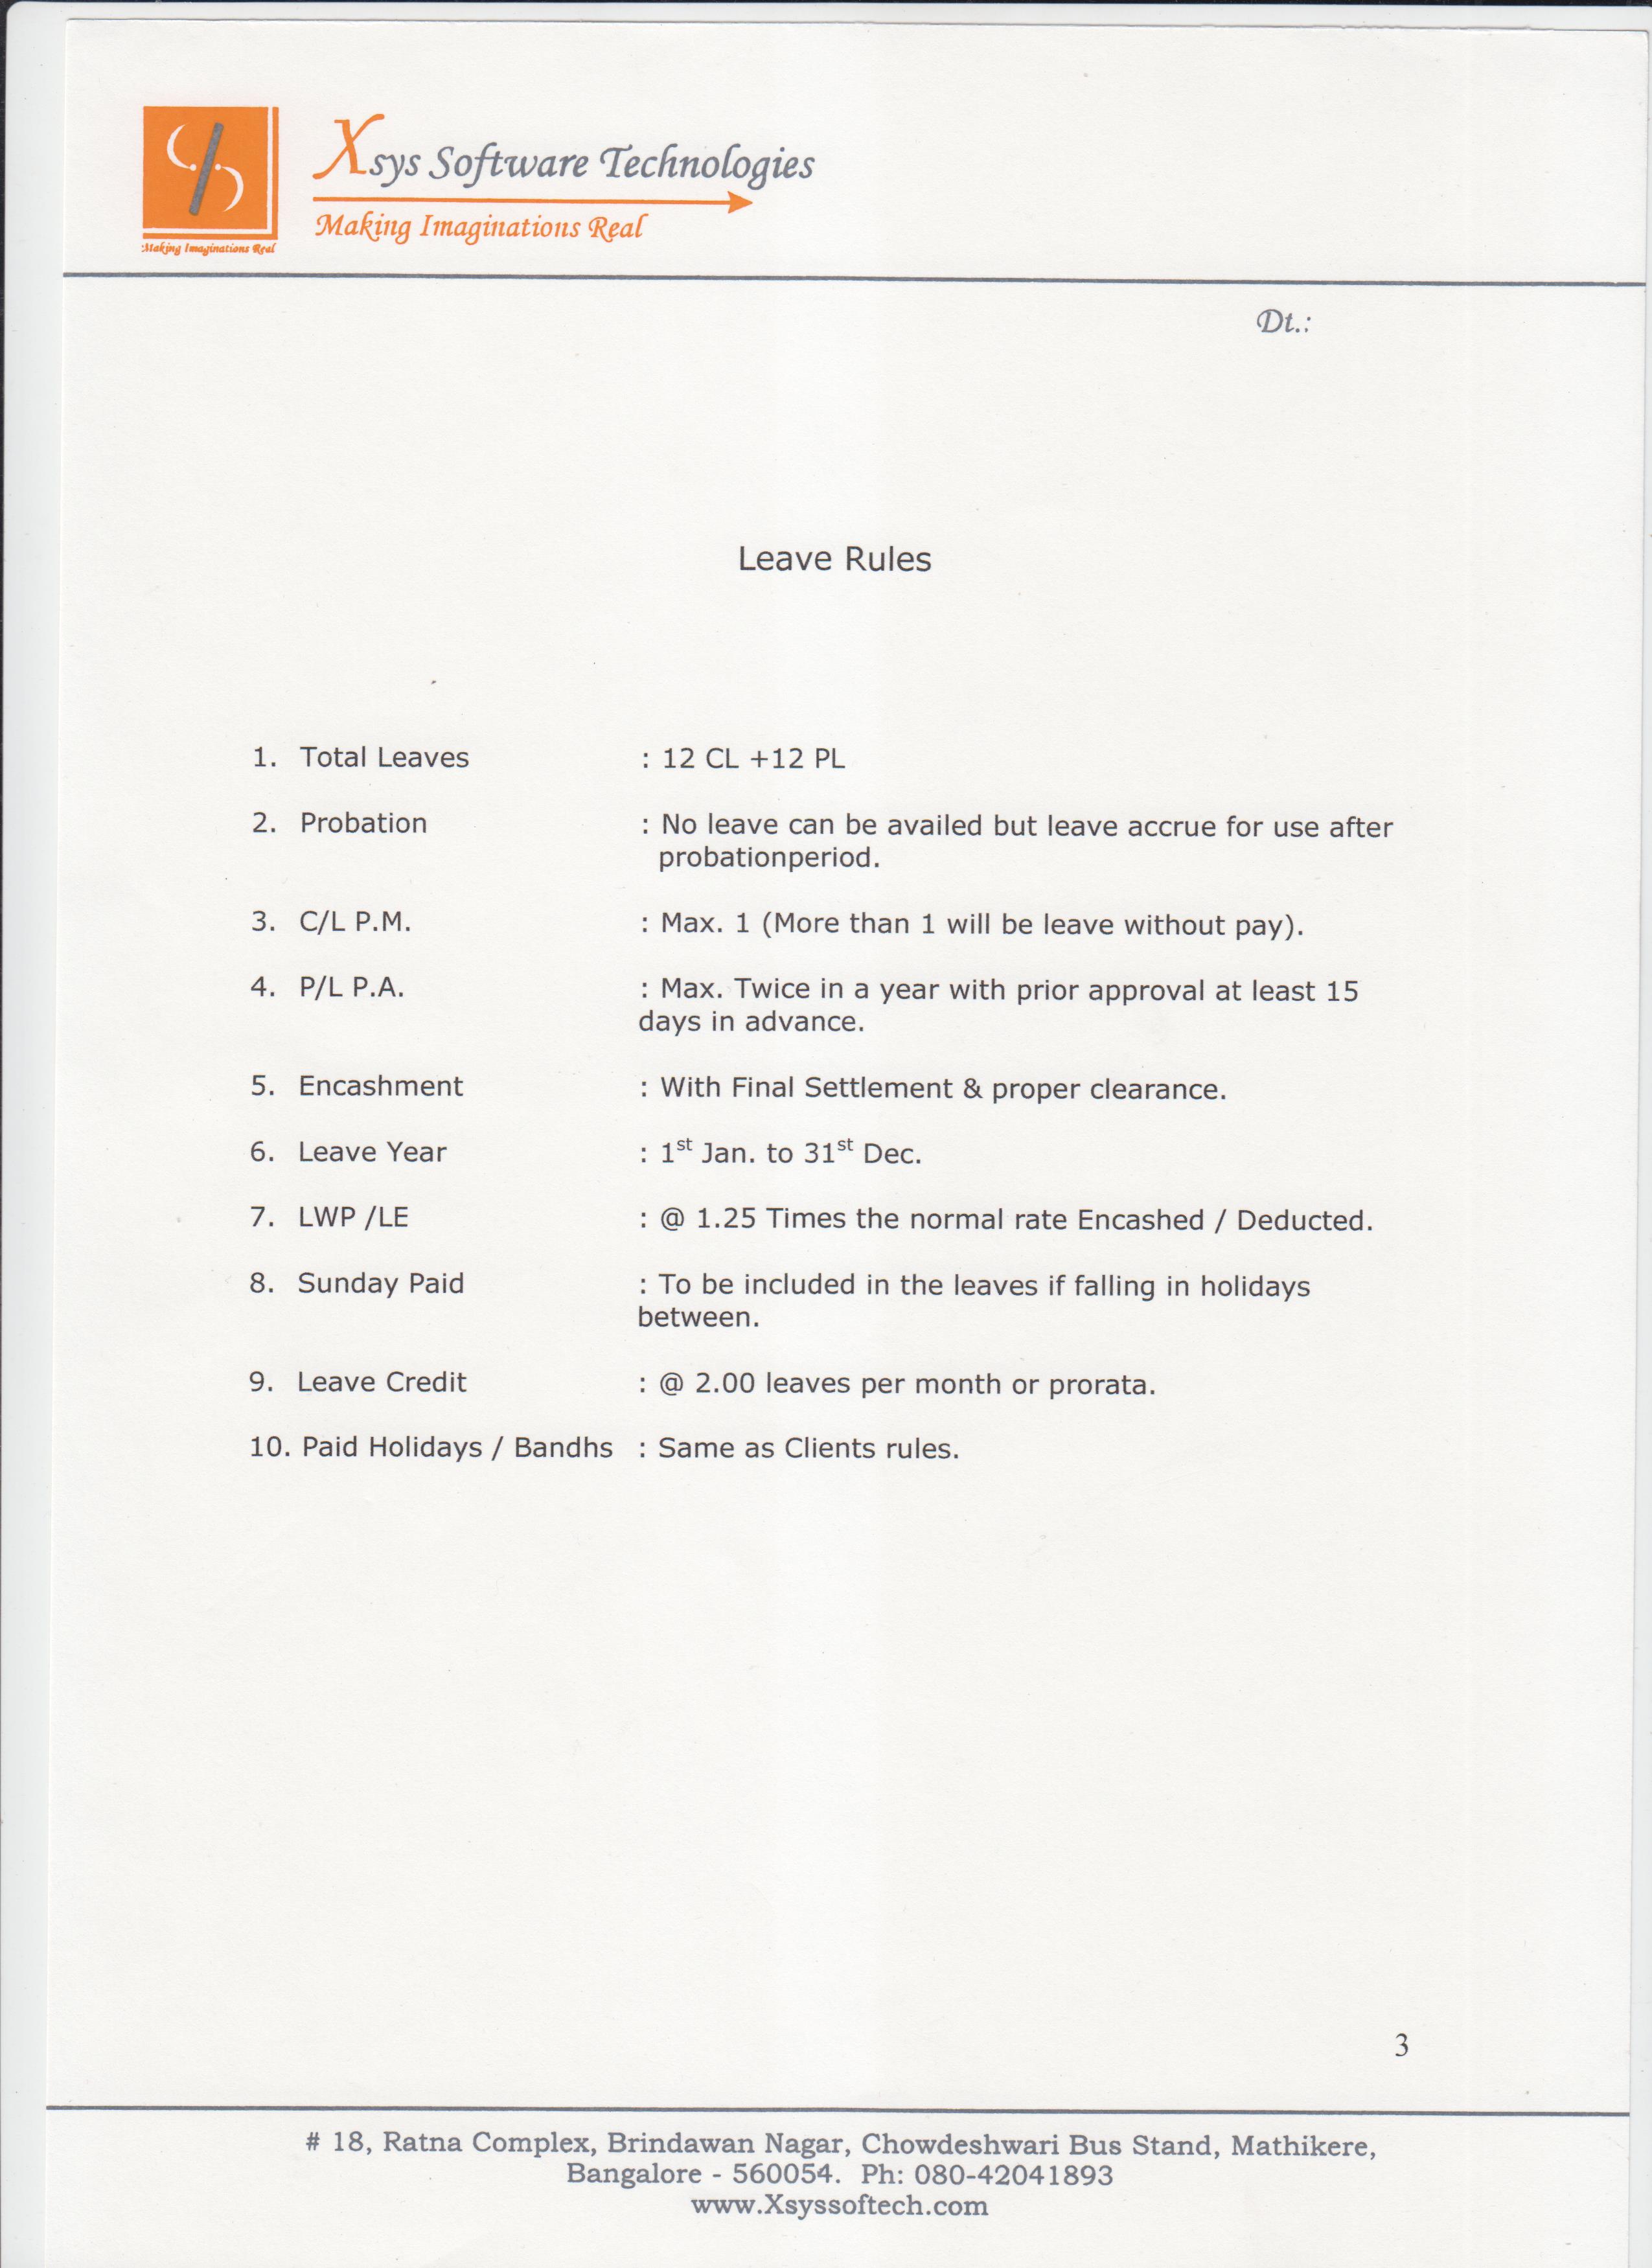 Xsys Software Technologies
Making Imaginations Real
Making Imaginations Real
Dt.:
Leave Rules
1. Total Leaves : 12 CL +12 PL
2. Probation : No leave can be availed but leave accrue for use after
probationperiod.
3. C/L P.M. : Max. 1 (More than 1 will be leave without pay).
4. P/L P.A. : Max. Twice in a year with prior approval at least 15
days in advance.
5. Encashment : With Final Settlement & proper clearance.
6. Leave Year : 1st Jan. to 31st Dec.
7. LWP /LE : @ 1.25 Times the normal rate Encashed / Deducted.
8. Sunday Paid : To be included in the leaves if falling in holidays
between.
9. Leave Credit : @ 2.00 leaves per month or prorata.
10. Paid Holidays / Bandhs : Same as Clients rules.
3
# 18, Ratna Complex, Brindawan Nagar, Chowdeshwari Bus Stand, Mathikere,
Bangalore - 560054. Ph: 080-42041893
www.Xsyssoftech.com